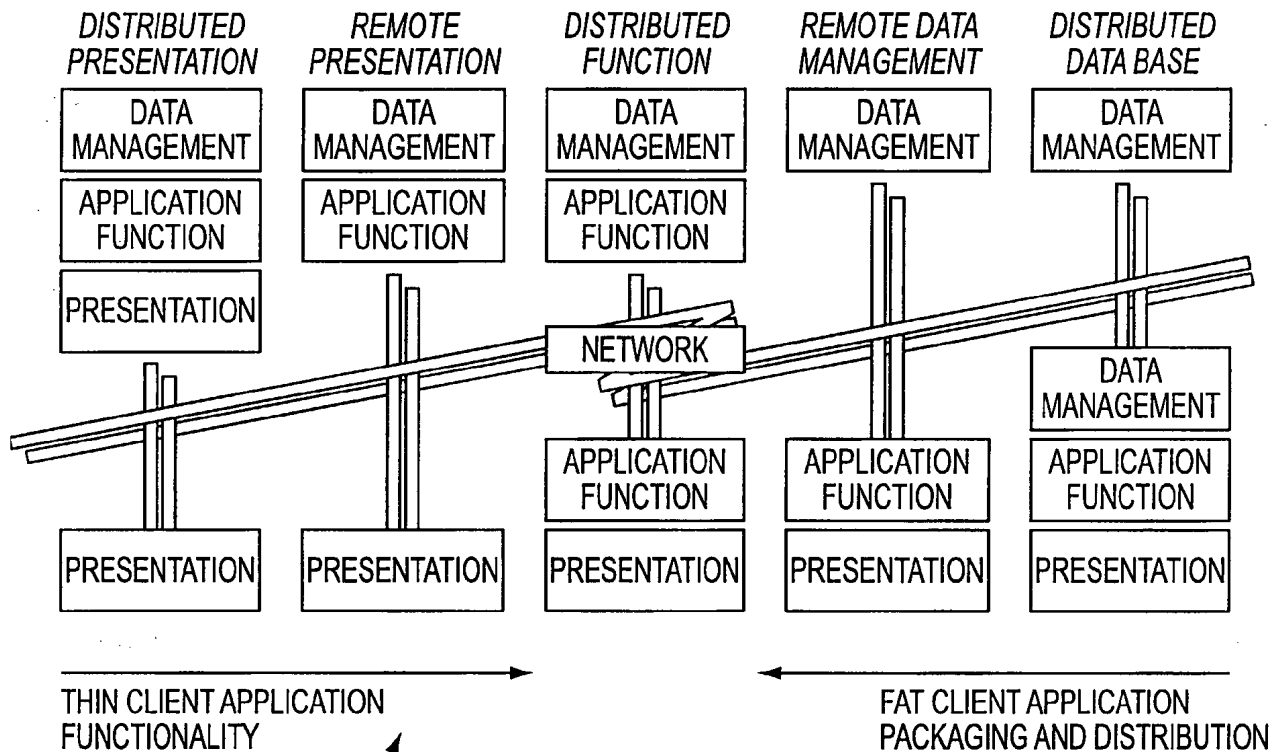 DISTRIBUTED
PRESENTATION
REMOTE
PRESENTATION
DISTRIBUTED
FUNCTION
REMOTE DATA
MANAGEMENT
DISTRIBUTED
DATA BASE
DATA
MANAGEMENT
DATA
MANAGEMENT
DATA
MANAGEMENT
DATA
MANAGEMENT
DATA
MANAGEMENT
APPLICATION
FUNCTION
APPLICATION
FUNCTION
APPLICATION
FUNCTION
PRESENTATION
NETWORK
DATA
MANAGEMENT
APPLICATION
FUNCTION
APPLICATION
FUNCTION
APPLICATION
FUNCTION
PRESENTATION
PRESENTATION
PRESENTATION
PRESENTATION
PRESENTATION
THIN CLIENT APPLICATION
FUNCTIONALITY
FAT CLIENT APPLICATION
PACKAGING AND DISTRIBUTION